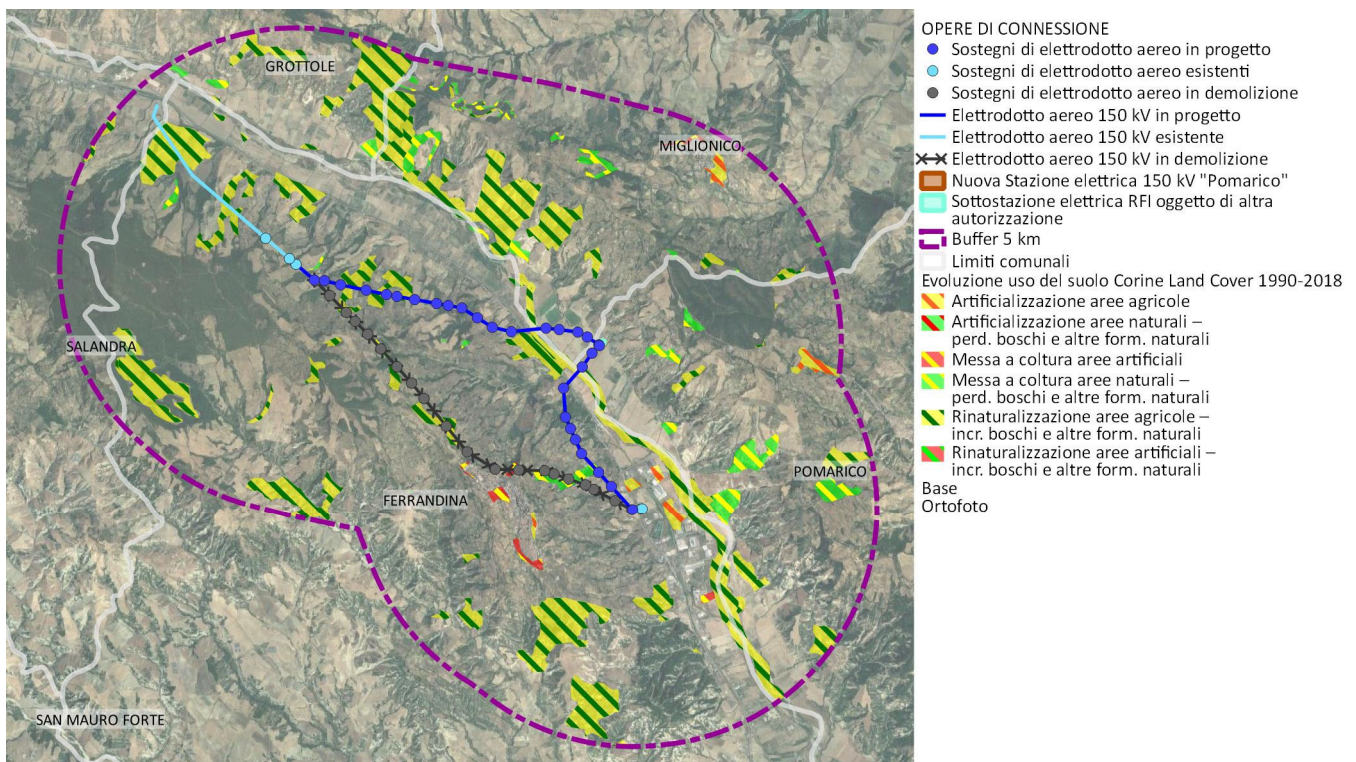 GROTTOLE
MIGLIONICO
SALANDRA
FERRANDINA
POMARICO
SAN MAURO FORTE
OPERE DI CONNESSIONE
Sostegni di elettrodotto aereo in progetto
Sostegni di elettrodotto aereo esistenti
Sostegni di elettrodotto aereo in demolizione
Elettrodotto aereo 150 kV in progetto
Elettrodotto aereo 150 kV esistente
Elettrodotto aereo 150 kV in demolizione
Nuova Stazione elettrica 150 kV "Pomarico"
Sottostazione elettrica RFI oggetto di altra
autorizzazione
Buffer 5 km
Limiti comunali
Evoluzione uso del suolo Corine Land Cover 1990-2018
Artificializzazione aree agricole
Artificializzazione aree naturali –
perd. boschi e altre form. naturali
Messa a coltura aree artificiali
Messa a coltura aree naturali –
perd. boschi e altre form. naturali
Rinaturalizzazione aree agricole –
incr. boschi e altre form. naturali
Rinaturalizzazione aree artificiali –
incr. boschi e altre form. naturali
Base
Ortofoto